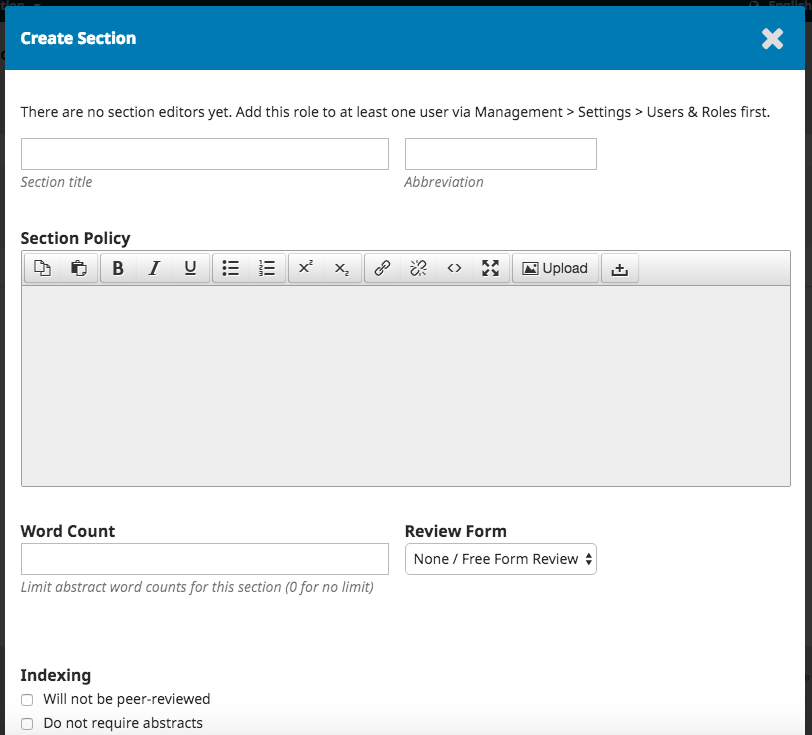 English
Create Section
There are no section editors yet. Add this role to at least one user via Management > Settings > Users & Roles first.
Section title
Abbreviation
Section Policy
B I U x² x₂ <> Upload
Word Count
Review Form
None / Free Form Review
Limit abstract word counts for this section (0 for no limit)
Indexing
Will not be peer-reviewed
Do not require abstracts